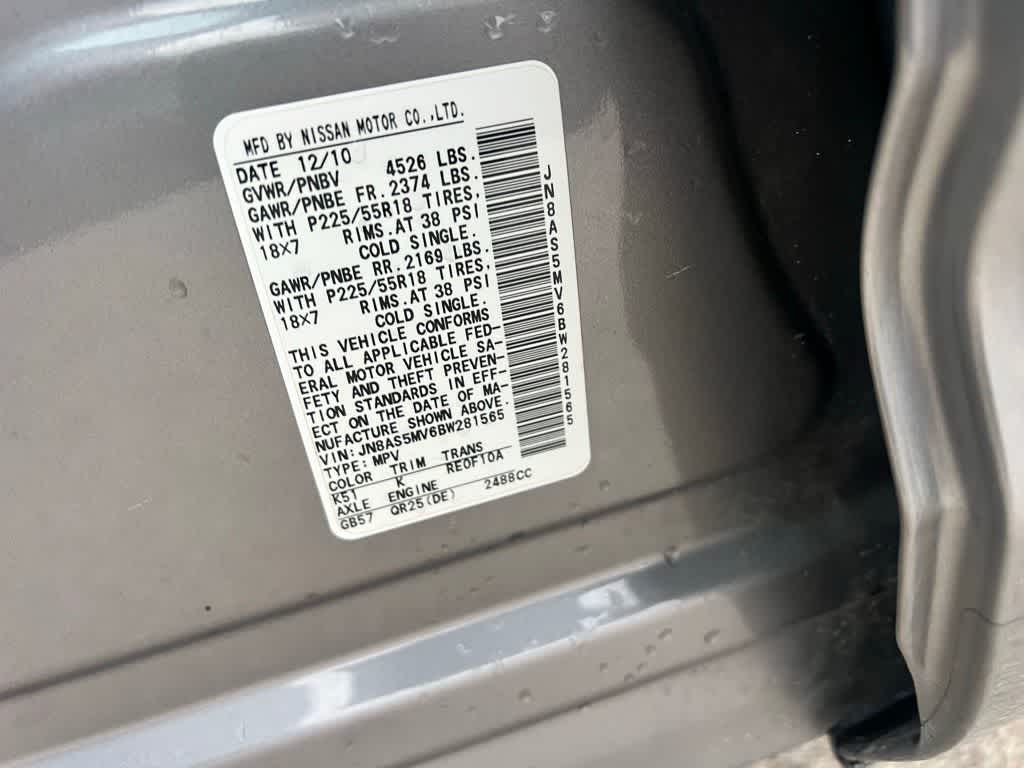 MFD BY NISSAN MOTOR CO.,LTD.
DATE 12/10
GVWR/PNBV 4526 LBS.
GAWR/PNBE FR. 2374 LBS.
WITH P225/55R18 TIRES,
18X7 RIMS.AT 38 PSI
COLD SINGLE.
GAWR/PNBE RR. 2169 LBS.
WITH P225/55R18 TIRES,
18X7 RIMS.AT 38 PSI
COLD SINGLE.
THIS VEHICLE CONFORMS
TO ALL APPLICABLE FED-
ERAL MOTOR VEHICLE SA-
FETY AND THEFT PREVEN-
TION STANDARDS IN EFF-
ECT ON THE DATE OF MA-
NUFACTURE SHOWN ABOVE.
VIN: JN8AS5MV6BW281565
TYPE: MPV
COLOR TRIM TRANS
K51 K RE0F10A
AXLE ENGINE
GB57 QR25(DE) 2488CC
JN8AS5MV6BW281565